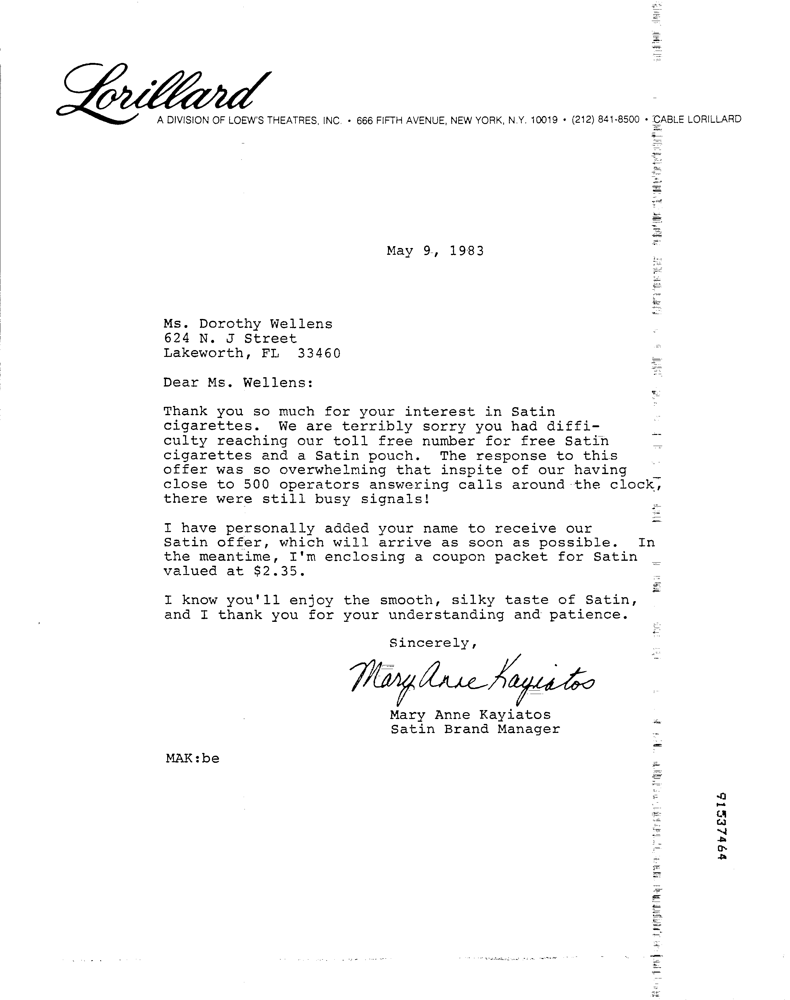 Lorillard
A DIVISION OF LOEW'S THEATRES, INC. • 666 FIFTH AVENUE, NEW YORK, N.Y. 10019 • (212) 841-8500 • CABLE LORILLARD
May 9, 1983
Ms. Dorothy Wellens
624 N. J Street
Lakeworth, FL 33460
Dear Ms. Wellens:
Thank you so much for your interest in Satin
cigarettes. We are terribly sorry you had diffi-
culty reaching our toll free number for free Satin
cigarettes and a Satin pouch. The response to this
offer was so overwhelming that inspite of our having
close to 500 operators answering calls around the clock,
there were still busy signals!
I have personally added your name to receive our
Satin offer, which will arrive as soon as possible. In
the meantime, I'm enclosing a coupon packet for Satin
valued at $2.35.
I know you'll enjoy the smooth, silky taste of Satin,
and I thank you for your understanding and patience.
Sincerely,
Mary Anne Kayiatos
Mary Anne Kayiatos
Satin Brand Manager
MAK:be
91537464